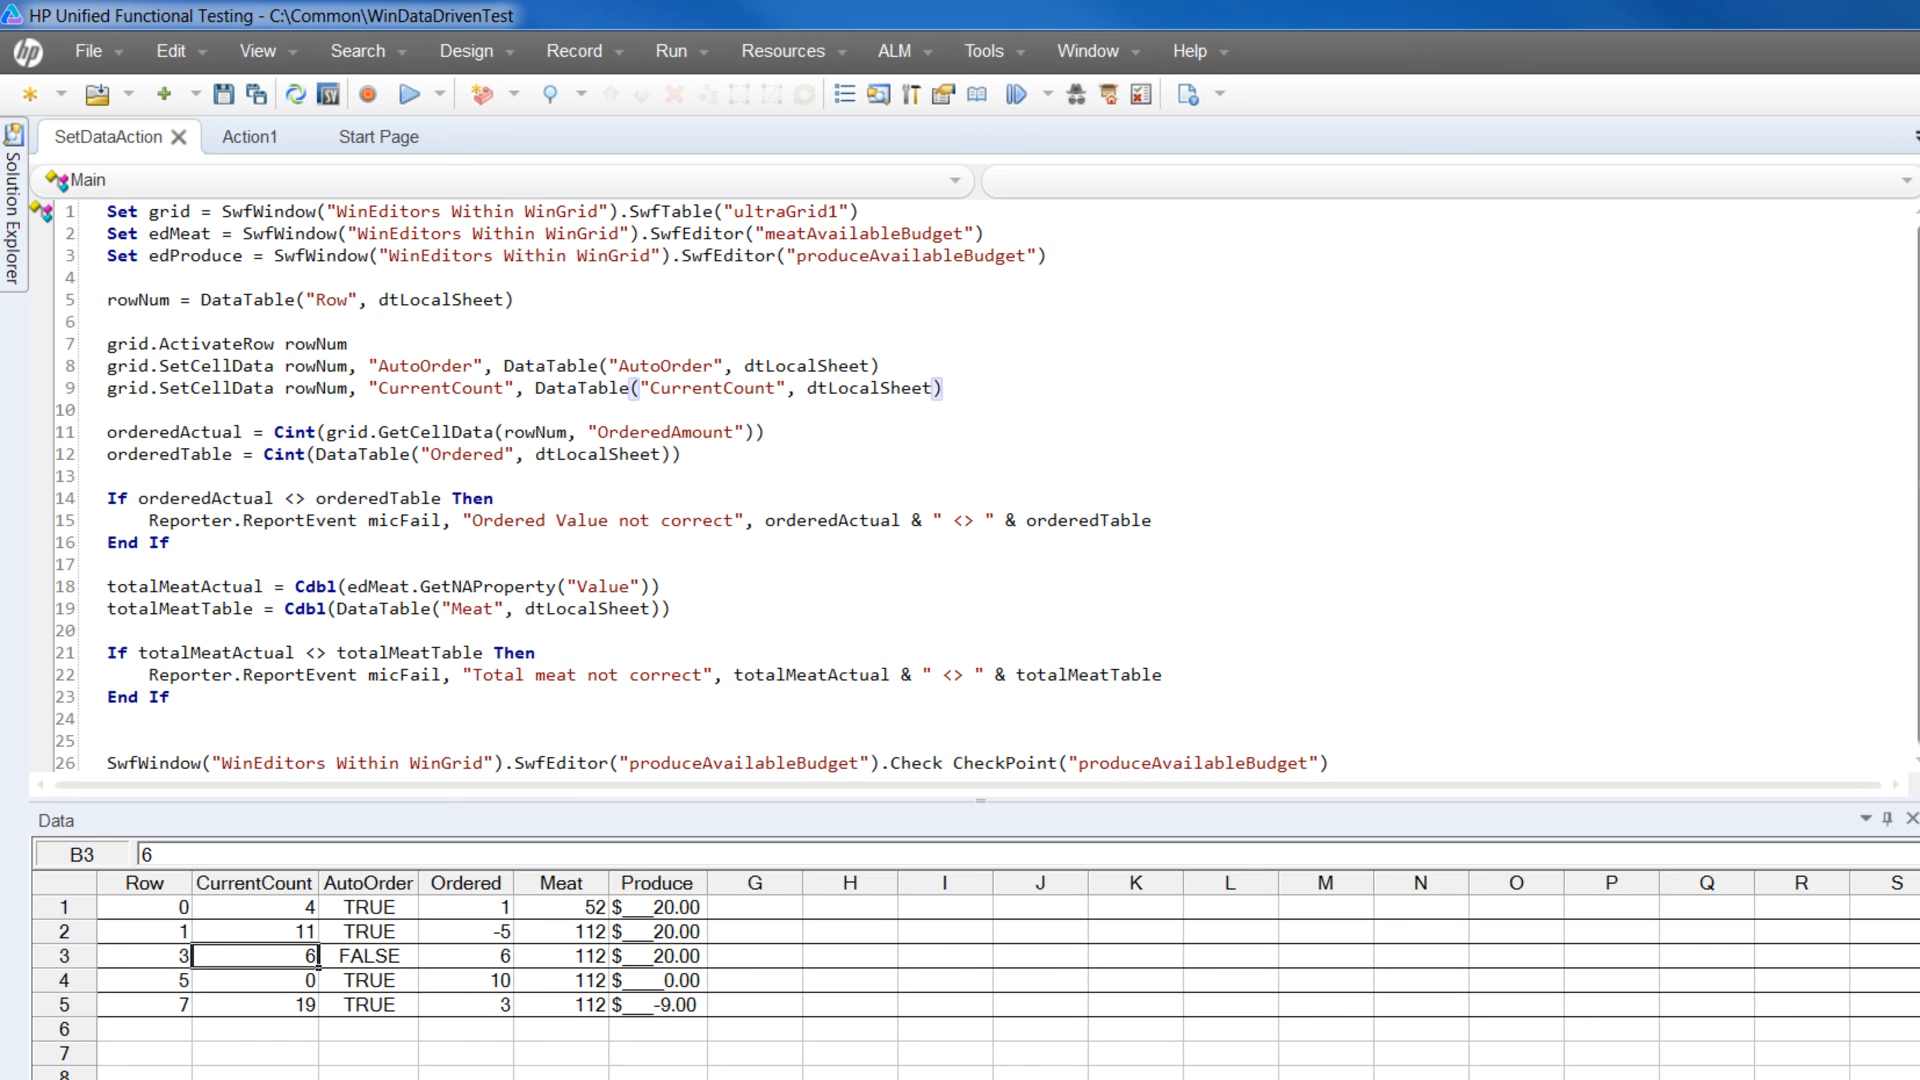 HP Unified Functional Testing - C:\Common\WinDataDrivenTest
hp File Edit View Search Design Record Run Resources ALM Tools Window Help
SetDataAction Action1 Start Page
Solution Explorer
Main
1 Set grid = SwfWindow("WinEditors Within WinGrid").SwfTable("ultraGrid1")
2 Set edMeat = SwfWindow("WinEditors Within WinGrid").SwfEditor("meatAvailableBudget")
3 Set edProduce = SwfWindow("WinEditors Within WinGrid").SwfEditor("produceAvailableBudget")
4
5 rowNum = DataTable("Row", dtLocalSheet)
6
7 grid.ActivateRow rowNum
8 grid.SetCellData rowNum, "AutoOrder", DataTable("AutoOrder", dtLocalSheet)
9 grid.SetCellData rowNum, "CurrentCount", DataTable("CurrentCount", dtLocalSheet)
10
11 orderedActual = Cint(grid.GetCellData(rowNum, "OrderedAmount"))
12 orderedTable = Cint(DataTable("Ordered", dtLocalSheet))
13
14 If orderedActual <> orderedTable Then
15 Reporter.ReportEvent micFail, "Ordered Value not correct", orderedActual & " <> " & orderedTable
16 End If
17
18 totalMeatActual = Cdbl(edMeat.GetNAProperty("Value"))
19 totalMeatTable = Cdbl(DataTable("Meat", dtLocalSheet))
20
21 If totalMeatActual <> totalMeatTable Then
22 Reporter.ReportEvent micFail, "Total meat not correct", totalMeatActual & " <> " & totalMeatTable
23 End If
24
25
26 SwfWindow("WinEditors Within WinGrid").SwfEditor("produceAvailableBudget").Check CheckPoint("produceAvailableBudget")
Data
B3 6
Row CurrentCount AutoOrder Ordered Meat Produce G H I J K L M N O P Q R S
1 0 4 TRUE 1 52 $___20.00
2 1 11 TRUE -5 112 $___20.00
3 3 6 FALSE 6 112 $___20.00
4 5 0 TRUE 10 112 $____0.00
5 7 19 TRUE 3 112 $___-9.00
6
7
8